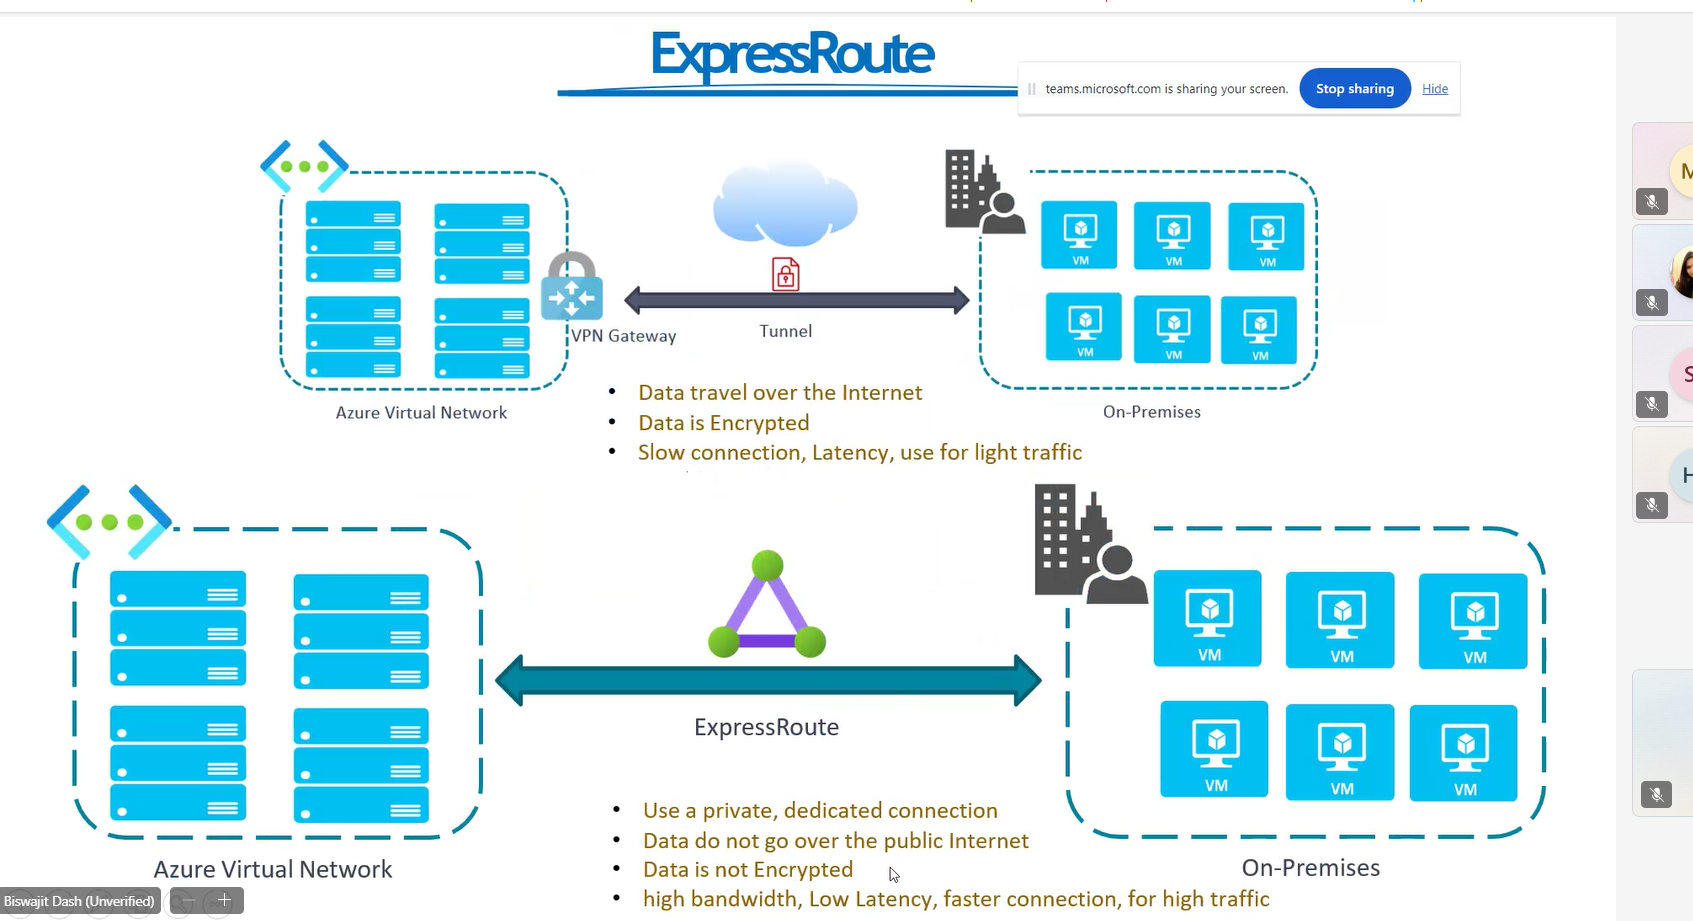 ExpressRoute
teams.microsoft.com is sharing your screen.
Stop sharing
Hide
VM
VM
VM
VM
VM
VM
VPN Gateway
Tunnel
Azure Virtual Network
On-Premises
• Data travel over the Internet
• Data is Encrypted
• Slow connection, Latency, use for light traffic
M
S
H
VM
VM
VM
ExpressRoute
VM
VM
VM
• Use a private, dedicated connection
• Data do not go over the public Internet
• Data is not Encrypted
• high bandwidth, Low Latency, faster connection, for high traffic
Azure Virtual Network
On-Premises
Biswajit Dash (Unverified)